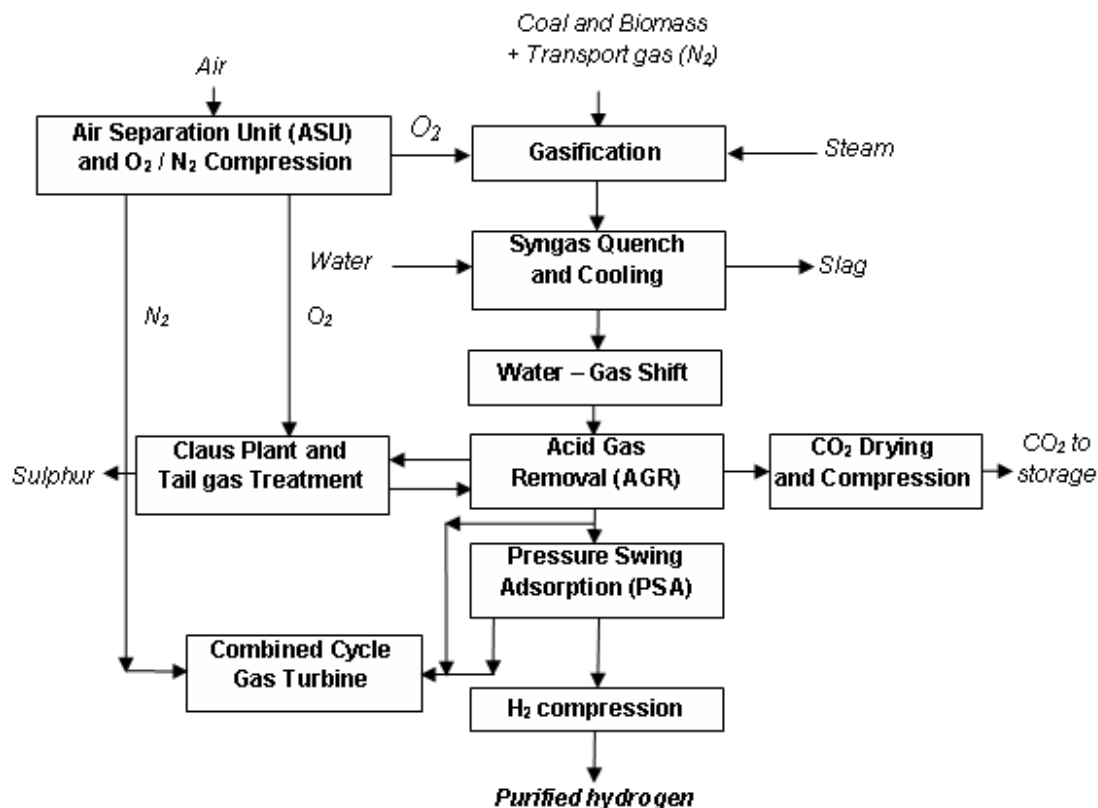 Coal and Biomass
+ Transport gas (N₂)
Air
Air Separation Unit (ASU)
and O₂ / N₂ Compression
O₂
Gasification
Steam
Water
Syngas Quench
and Cooling
Slag
N₂
O₂
Water – Gas Shift
Sulphur
Claus Plant and
Tail gas Treatment
Acid Gas
Removal (AGR)
CO₂ Drying
and Compression
CO₂ to
storage
Pressure Swing
Adsorption (PSA)
Combined Cycle
Gas Turbine
H₂ compression
Purified hydrogen